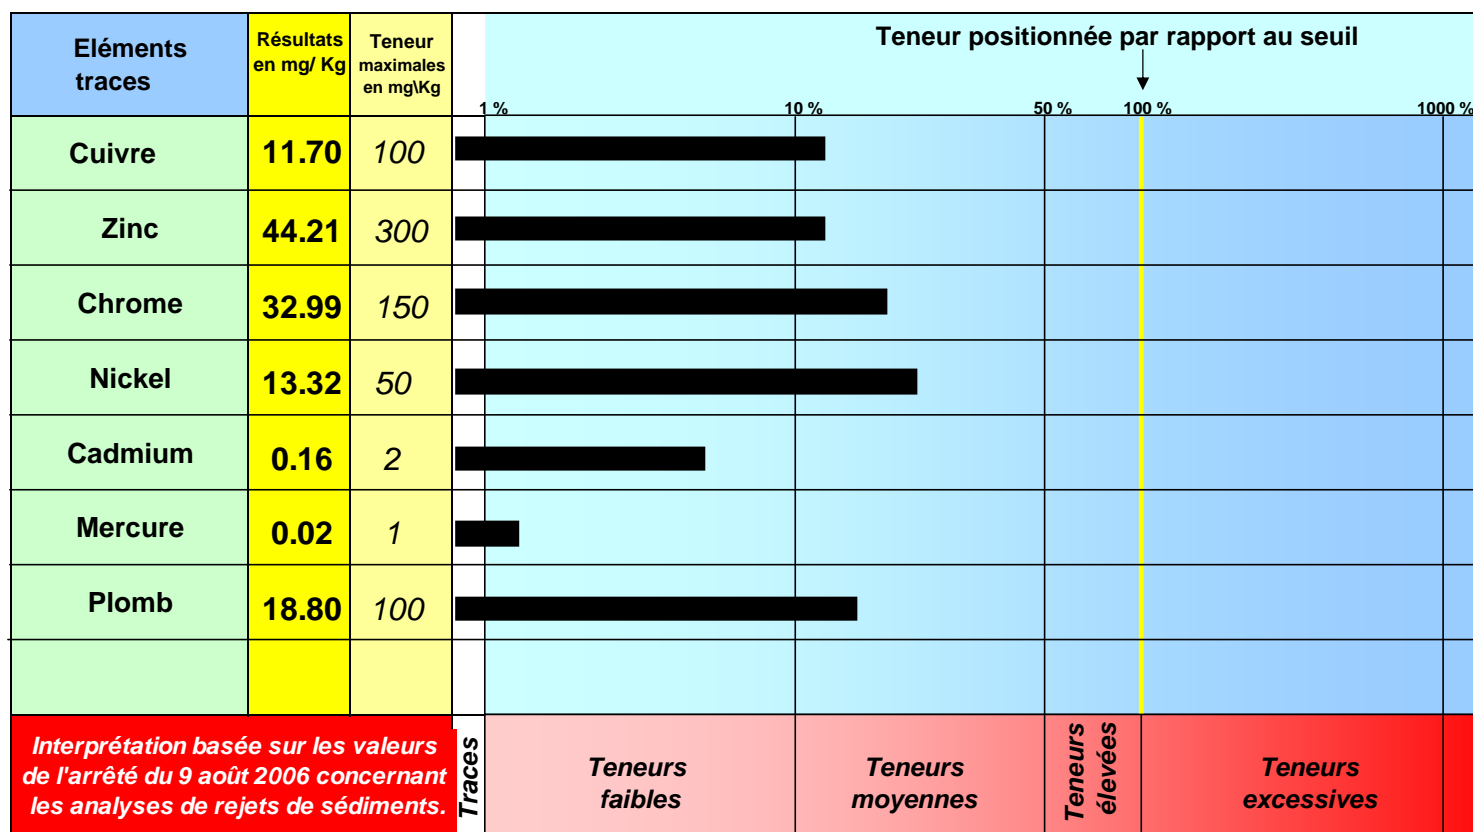 Eléments
traces
Résultats
en mg/ Kg
Teneur
maximales
en mg\Kg
Teneur positionnée par rapport au seuil
1 %
10 %
50 %
100 %
1000 %
Cuivre 11.70 100
Zinc 44.21 300
Chrome 32.99 150
Nickel 13.32 50
Cadmium 0.16 2
Mercure 0.02 1
Plomb 18.80 100
Interprétation basée sur les valeurs
de l'arrêté du 9 août 2006 concernant
les analyses de rejets de sédiments.
Traces
Teneurs
faibles
Teneurs
moyennes
Teneurs
élevées
Teneurs
excessives